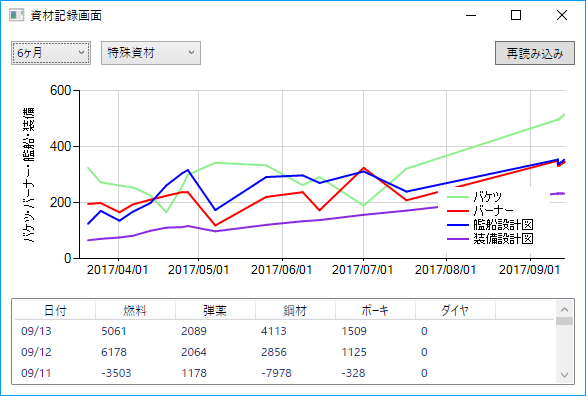 資材記録画面
6ヶ月 特殊資材 再読み込み
600
400
200
0
バケツ・バーナー・艦船・装備
バケツ
バーナー
艦船設計図
装備設計図
2017/04/01 2017/05/01 2017/06/01 2017/07/01 2017/08/01 2017/09/01
日付 燃料 弾薬 鋼材 ボーキ ダイヤ
09/13 5061 2089 4113 1509 0
09/12 6178 2064 2856 1125 0
09/11 -3503 1178 -7978 -328 0